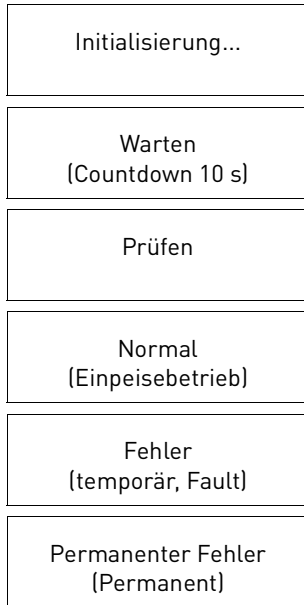 Initialisierung...
Warten
(Countdown 10 s)
Prüfen
Normal
(Einpeisebetrieb)
Fehler
(temporär, Fault)
Permanenter Fehler
(Permanent)